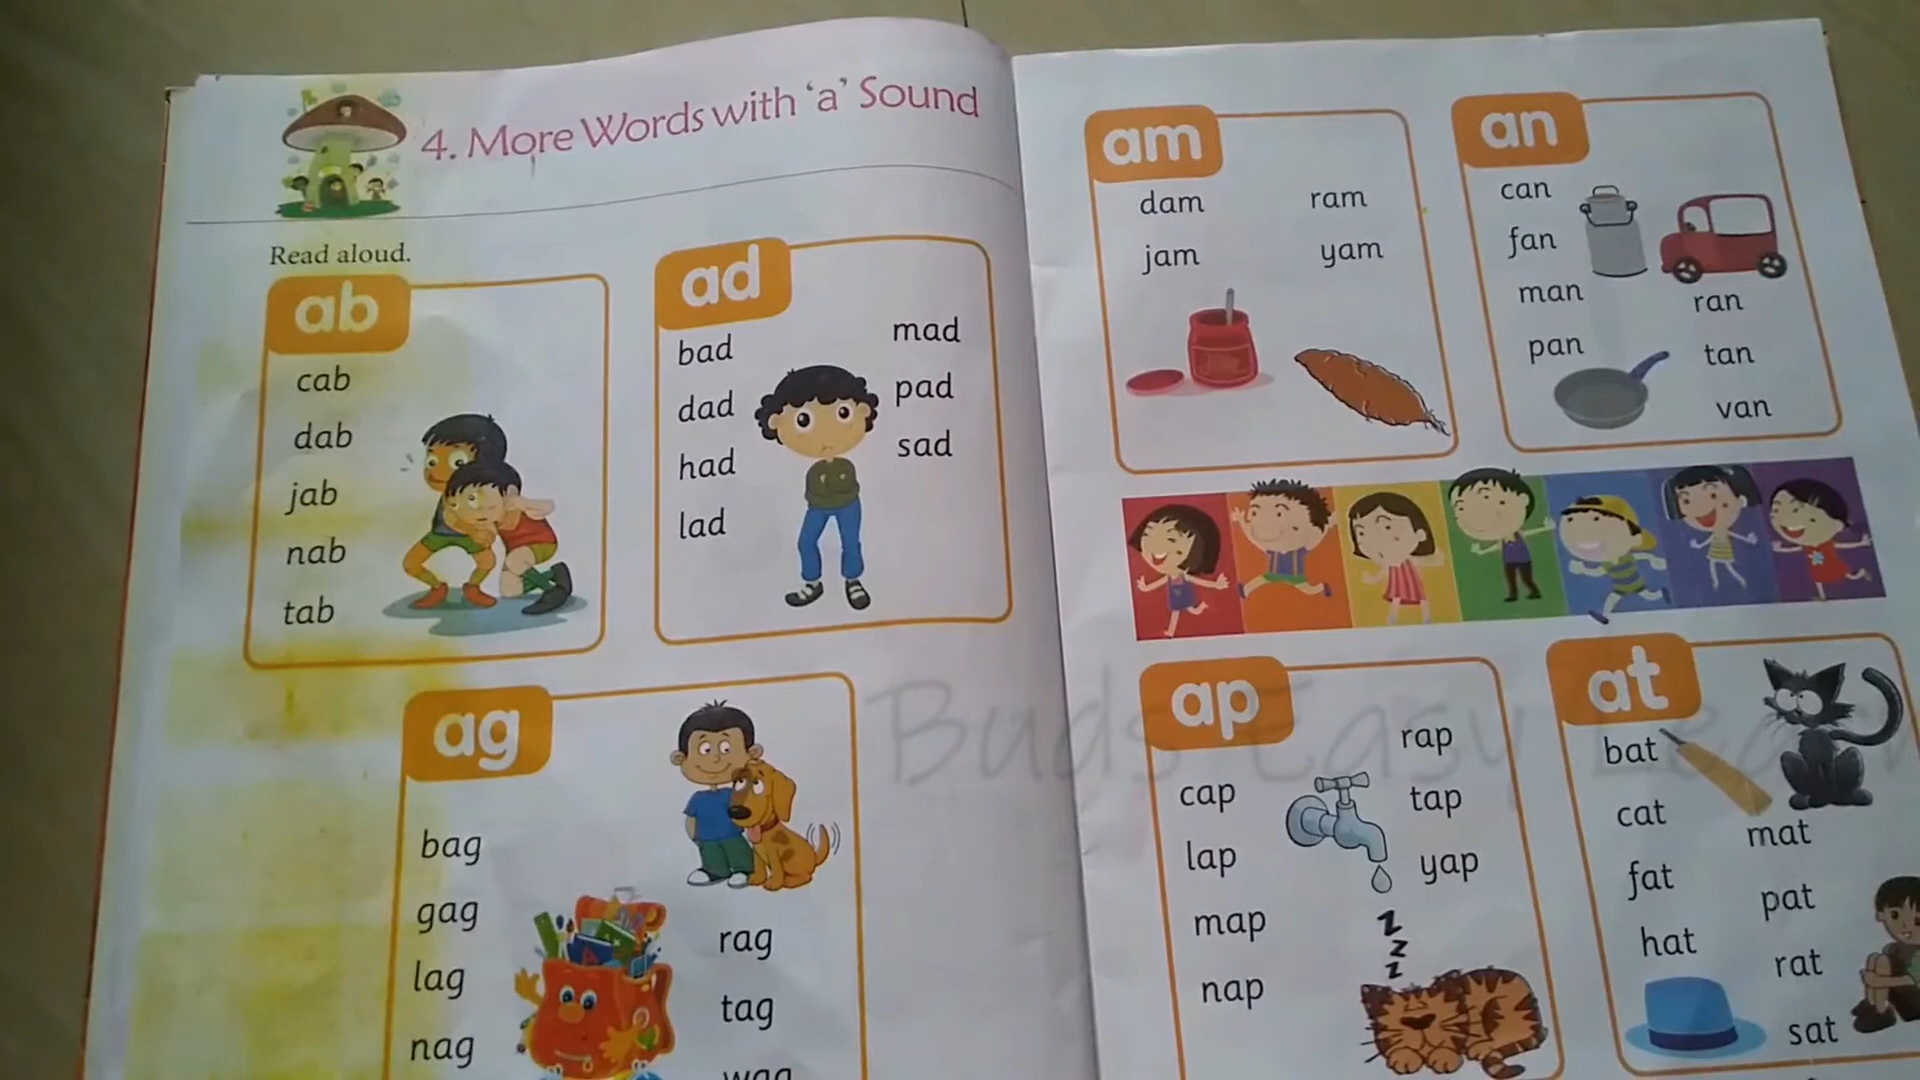 4. More Words with ‘a’ Sound
Read aloud.
ab
cab
dab
jab
nab
tab
ad
bad
dad
had
lad
mad
pad
sad
ag
bag
gag
lag
nag
rag
tag
am
dam
jam
ram
yam
an
can
fan
man
pan
ran
tan
van
ap
cap
lap
map
nap
rap
tap
yap
z
z
z
at
bat
cat
fat
hat
mat
pat
rat
sat
Buds Easy